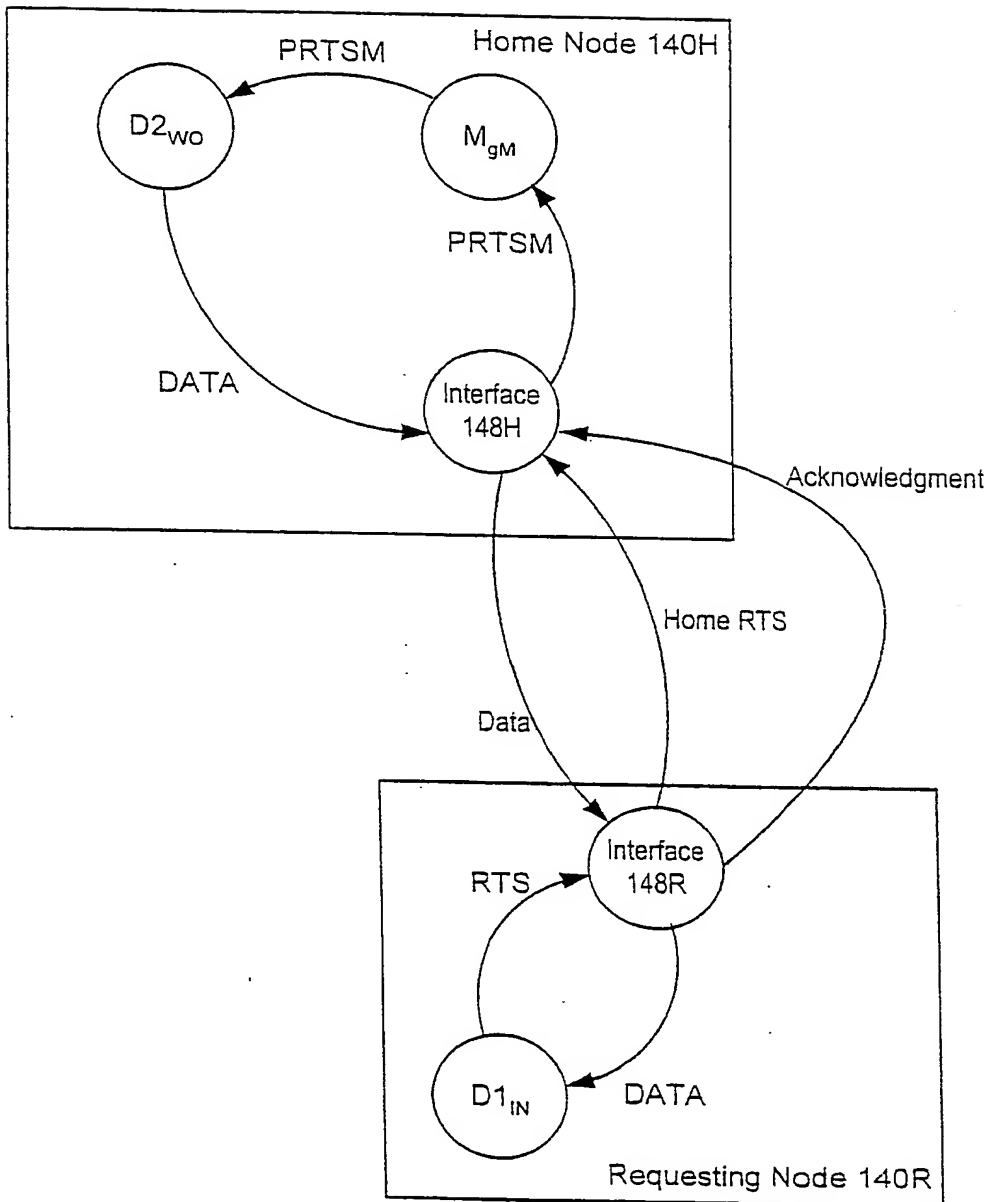 Home Node 140H
PRTSM
D2WO
MgM
PRTSM
DATA
Interface
148H
Acknowledgment
Home RTS
Data
Interface
148R
RTS
D1IN
DATA
Requesting Node 140R